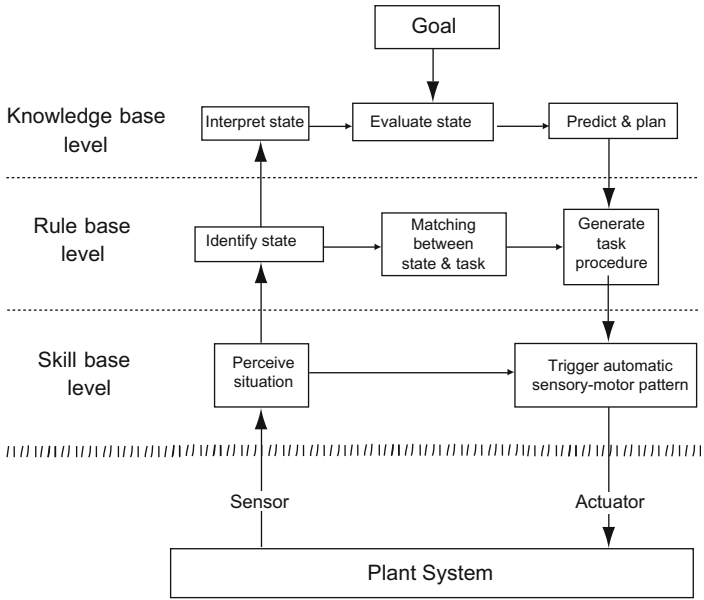 Goal
Knowledge base
level
Interpret state
Evaluate state
Predict & plan
Rule base
level
Identify state
Matching
between
state & task
Generate
task
procedure
Skill base
level
Perceive
situation
Trigger automatic
sensory-motor pattern
Sensor
Actuator
Plant System